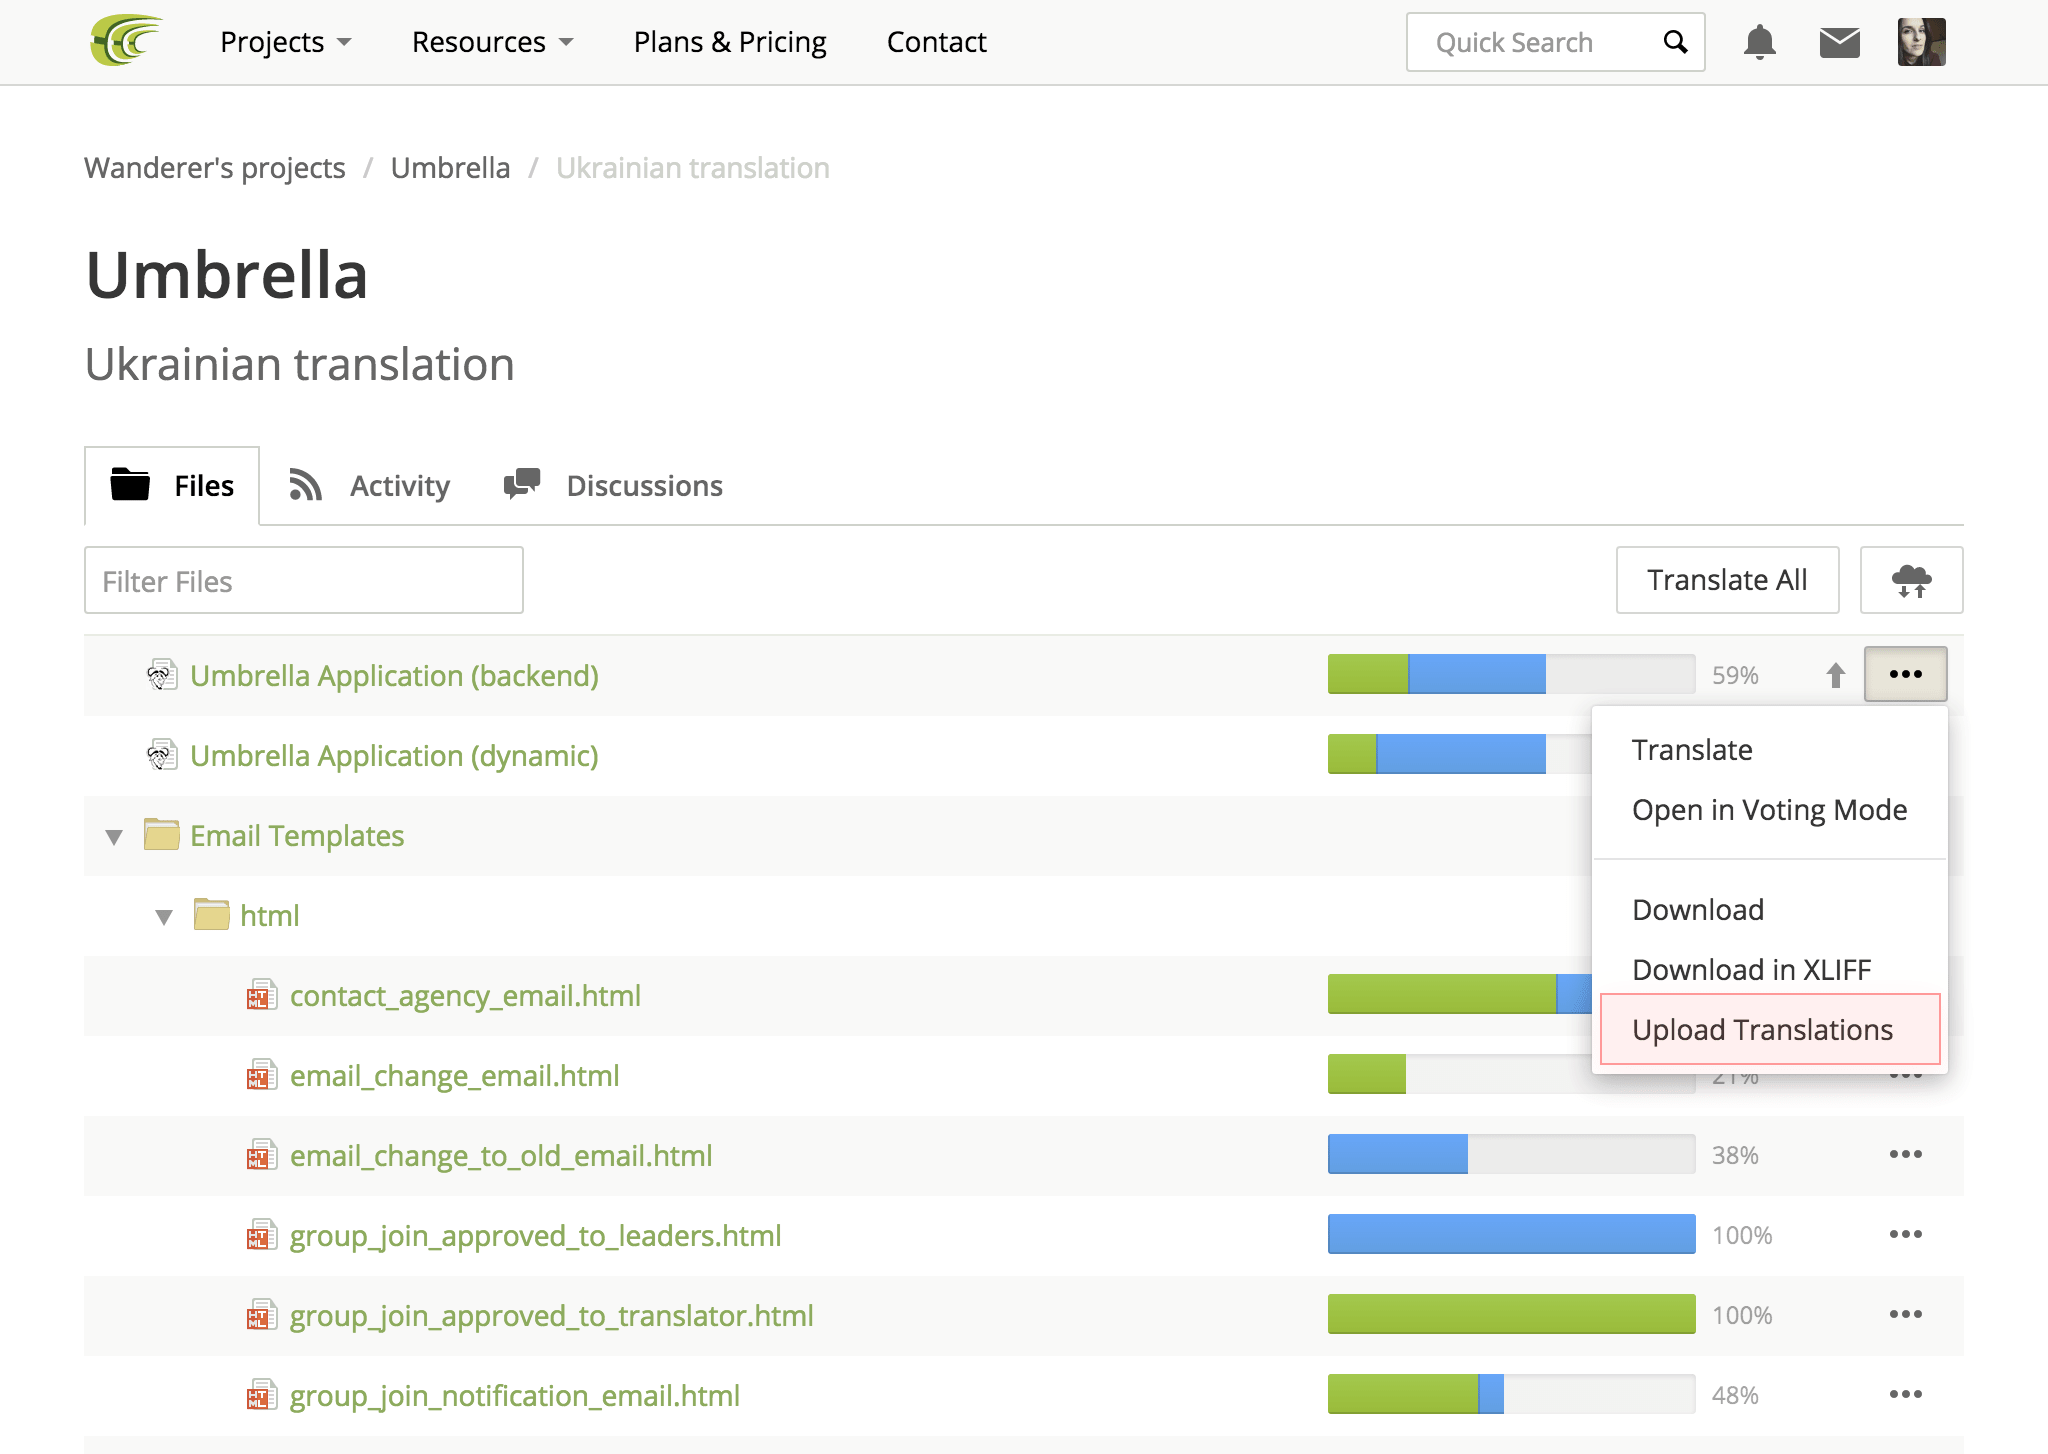 Projects
Resources
Plans & Pricing
Contact
Quick Search
Wanderer's projects / Umbrella / Ukrainian translation
Umbrella
Ukrainian translation
Files
Activity
Discussions
Filter Files
Translate All
Umbrella Application (backend)
59%
Umbrella Application (dynamic)
Translate
Open in Voting Mode
Email Templates
Download
html
Download in XLIFF
contact_agency_email.html
Upload Translations
email_change_email.html
21%
email_change_to_old_email.html
38%
group_join_approved_to_leaders.html
100%
group_join_approved_to_translator.html
100%
group_join_notification_email.html
48%